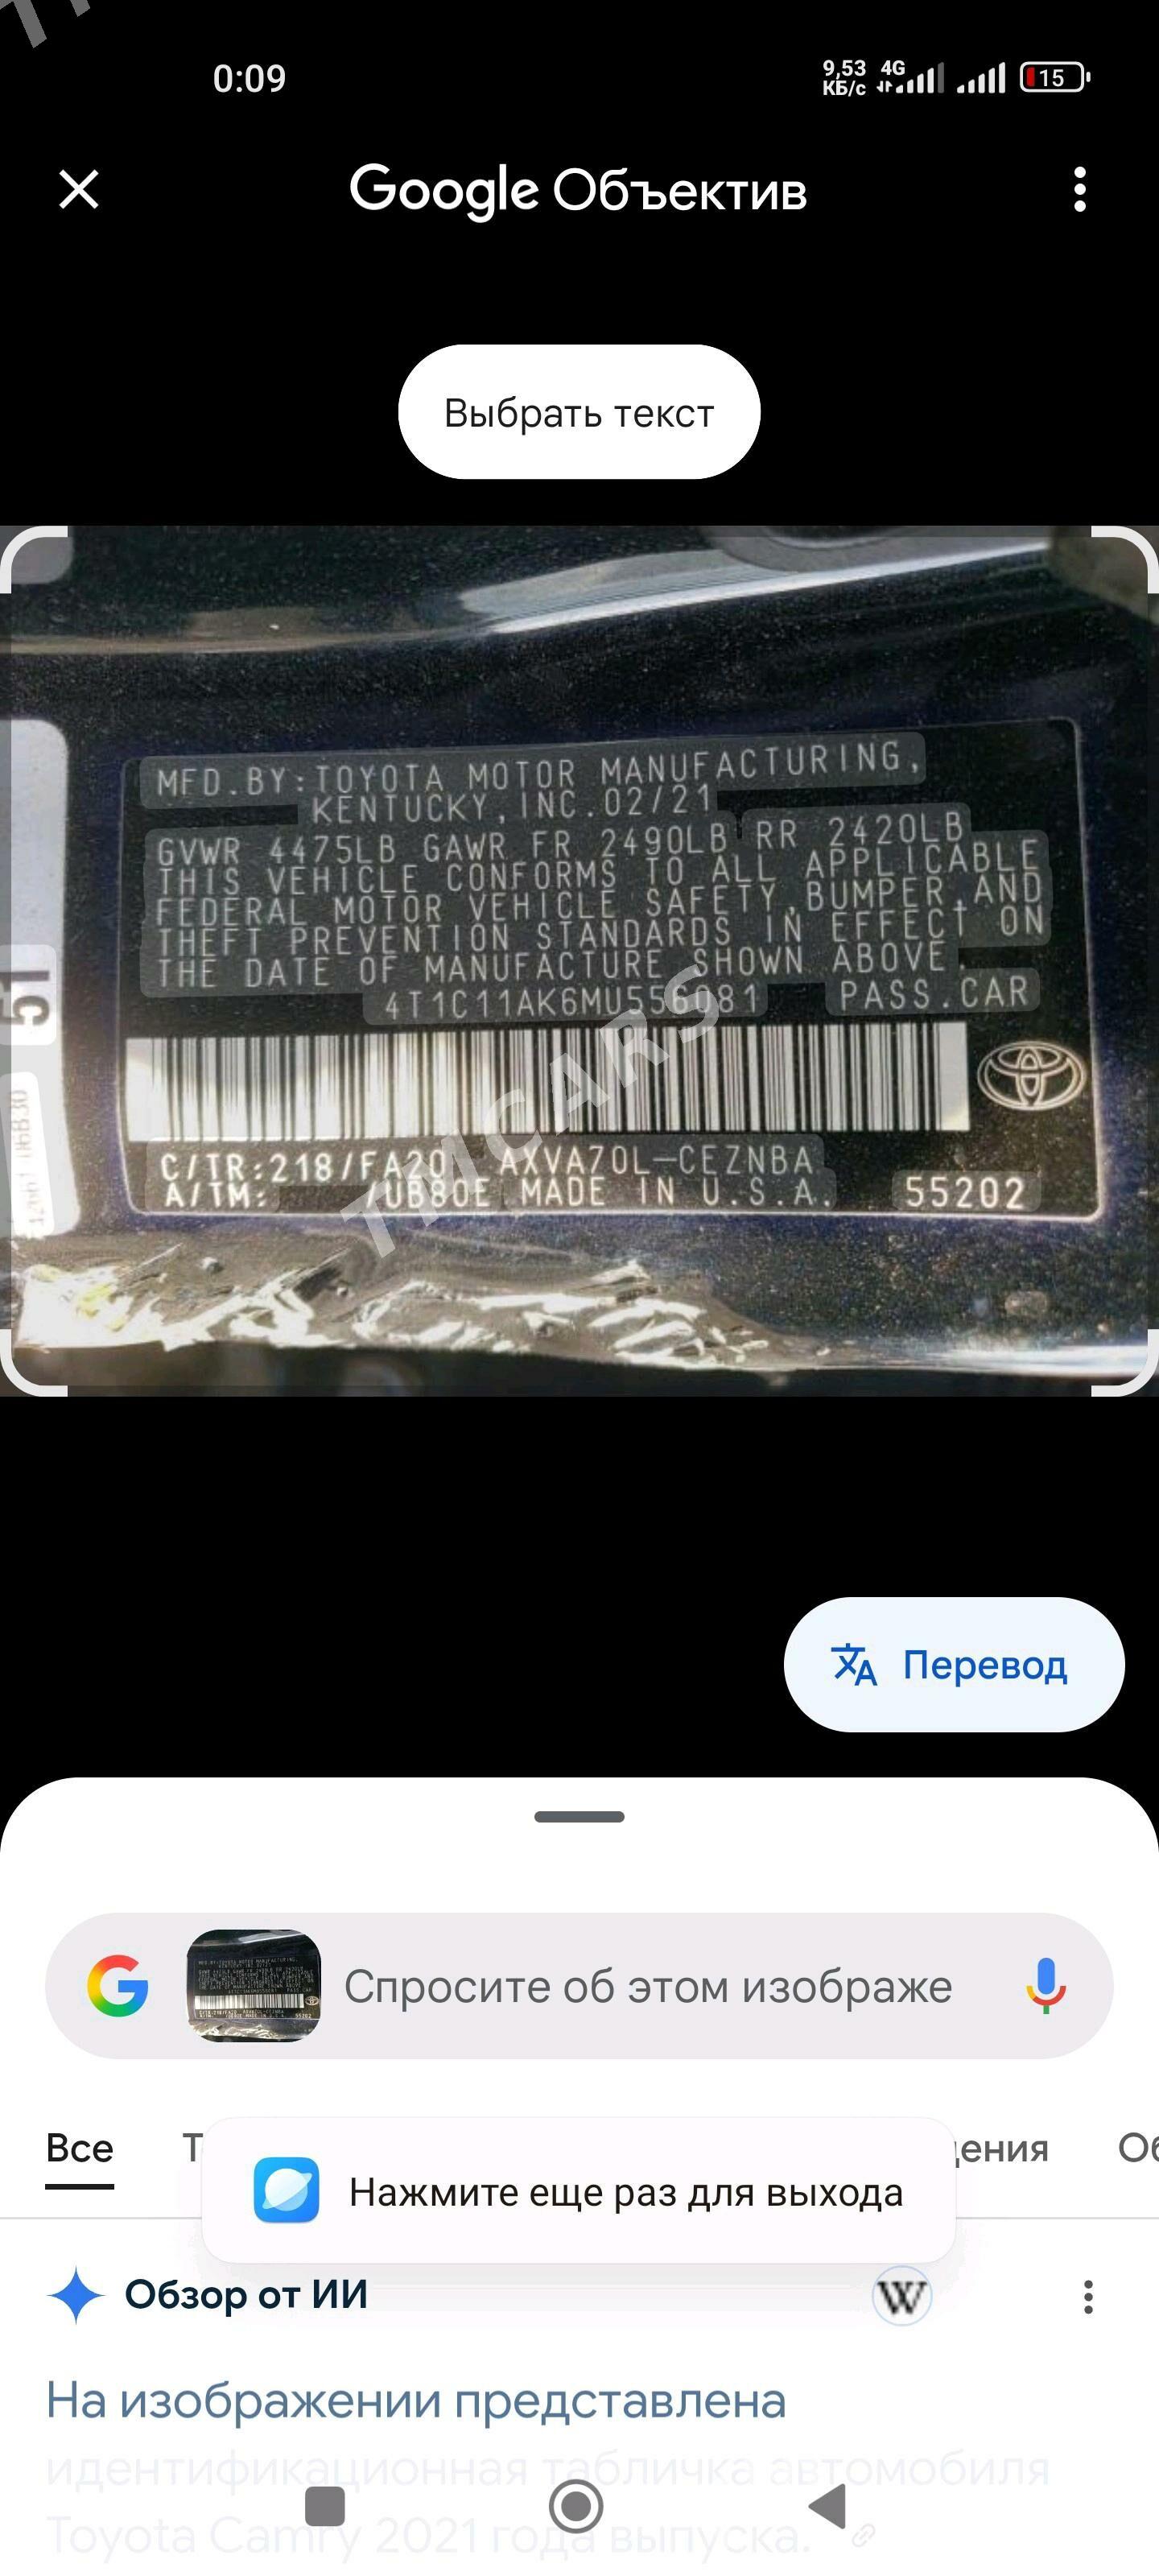 0:09
9,53
КБ/с
4G
15
Google Объектив
Выбрать текст
MFD.BY:TOYOTA MOTOR MANUFACTURING,
KENTUCKY,INC.02/21
GVWR 4475LB GAWR FR 2490LB RR 2420LB
THIS VEHICLE CONFORMS TO ALL APPLICABLE
FEDERAL MOTOR VEHICLE SAFETY,BUMPER,AND
THEFT PREVENTION STANDARDS IN EFFECT ON
THE DATE OF MANUFACTURE SHOWN ABOVE.
PASS.CAR
C/TR:218/FA20 AXVA70L-CEZNBA
A/TM: /UB80E MADE IN U.S.A. 55202
51
TMCARS
Перевод
Спросите об этом изображе
Все
Нажмите еще раз для выхода
Обзор от ИИ
W
На изображении представлена
идентификационная табличка автомобиля
Toyota Camry 2021 года выпуска.